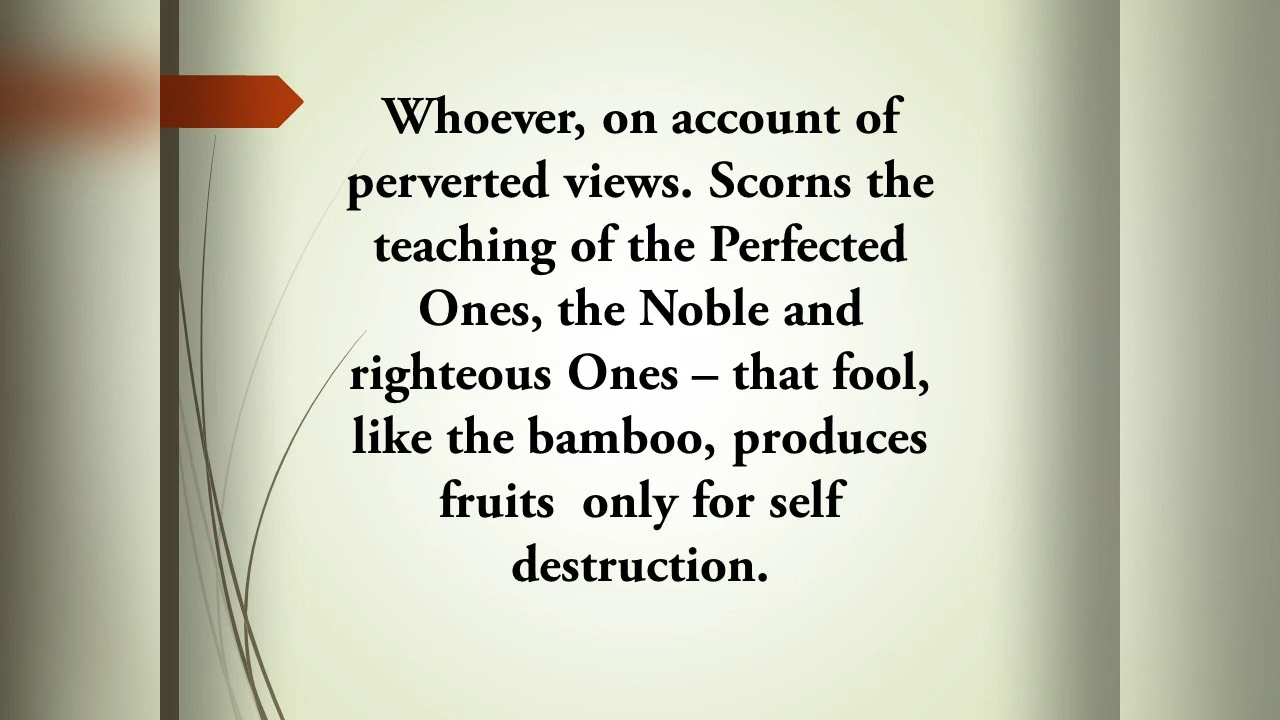 Whoever, on account of
perverted views. Scorns the
teaching of the Perfected
Ones, the Noble and
righteous Ones – that fool,
like the bamboo, produces
fruits  only for self
destruction.